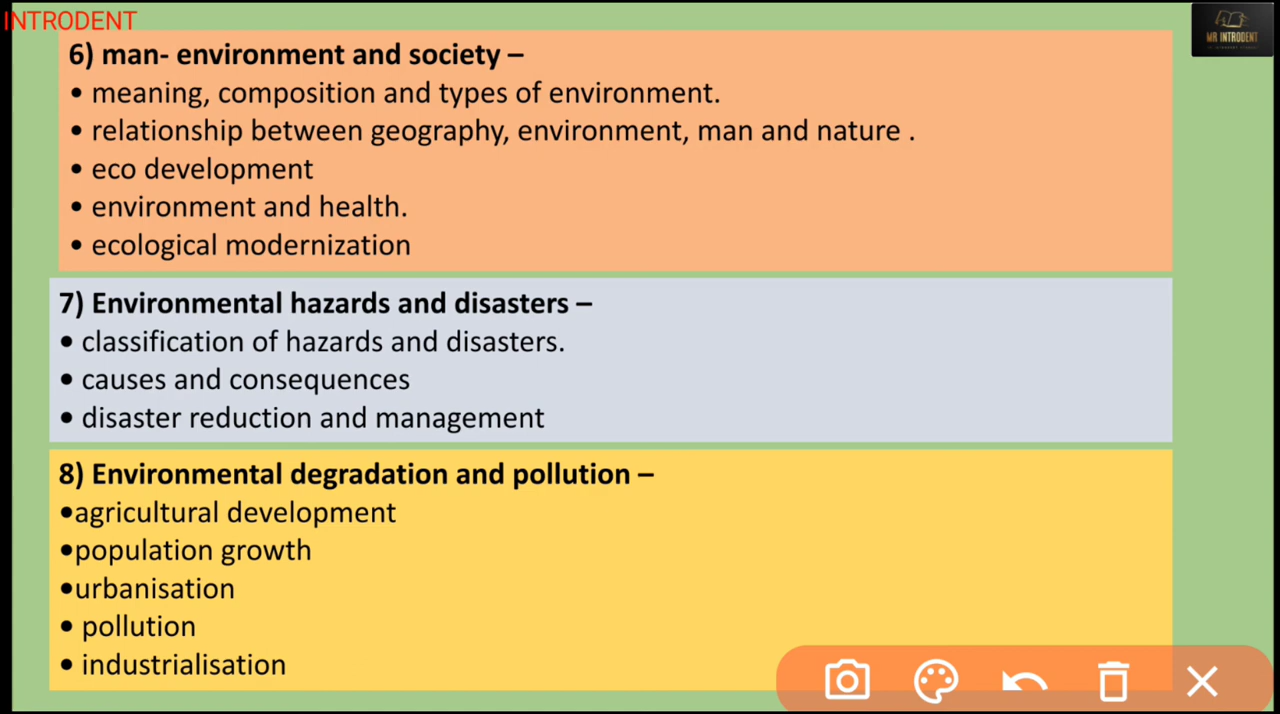 INTRODENT
MR INTRODENT
6) man- environment and society –
• meaning, composition and types of environment.
• relationship between geography, environment, man and nature .
• eco development
• environment and health.
• ecological modernization
7) Environmental hazards and disasters –
• classification of hazards and disasters.
• causes and consequences
• disaster reduction and management
8) Environmental degradation and pollution –
•agricultural development
•population growth
•urbanisation
• pollution
• industrialisation